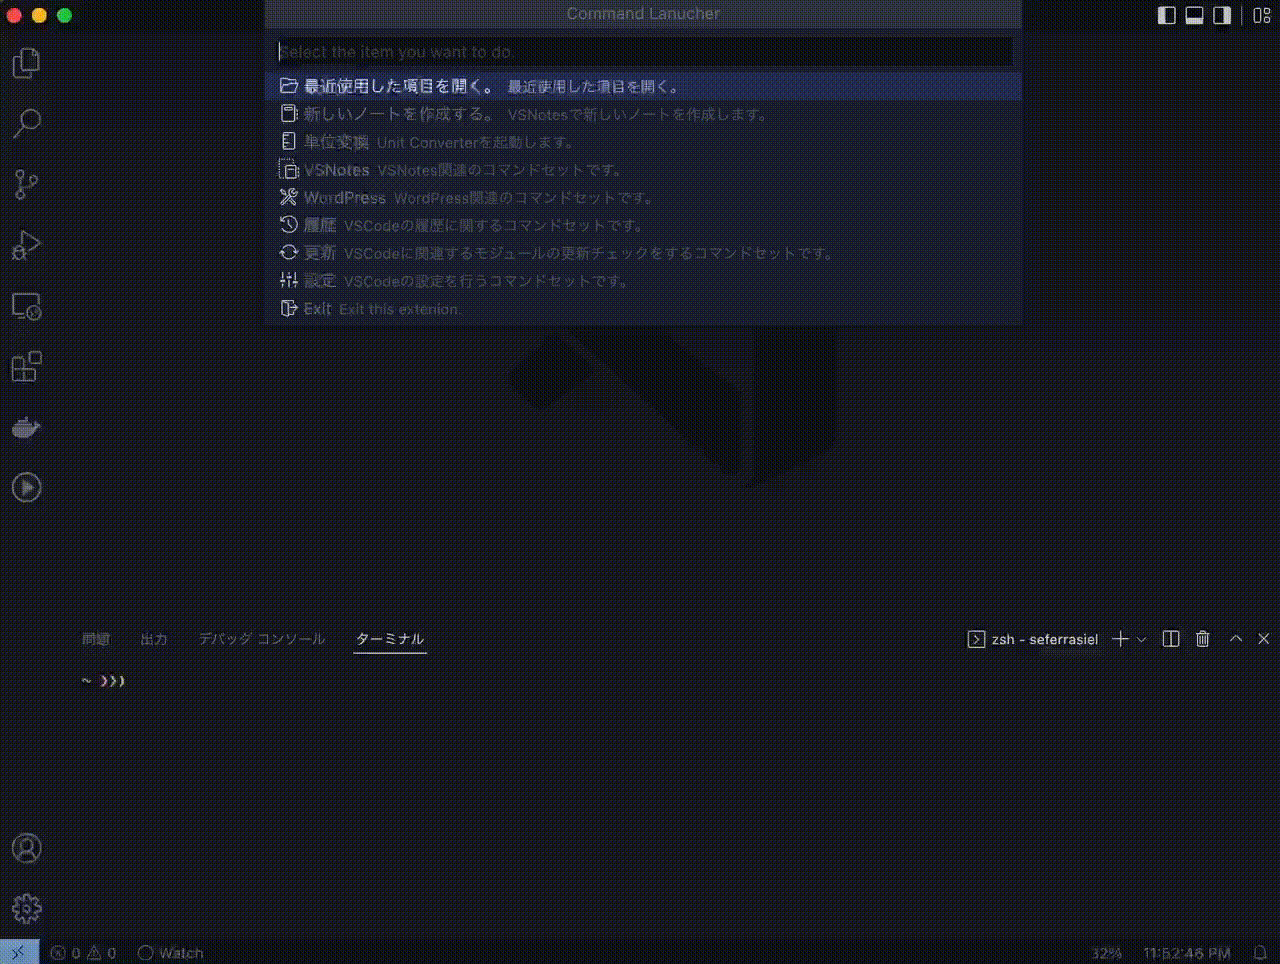 Command Lanucher
Select the item you want to do.
最近使用した項目を開く。 最近使用した項目を開く。
新しいノートを作成する。 VSNotesで新しいノートを作成します。
単位変換 Unit Converterを起動します。
VSNotes VSNotes関連のコマンドセットです。
WordPress WordPress関連のコマンドセットです。
履歴 VSCodeの履歴に関するコマンドセットです。
更新 VSCodeに関連するモジュールの更新チェックをするコマンドセットです。
設定 VSCodeの設定を行うコマンドセットです。
Exit Exit this extenion.
問題 出力 デバッグ コンソール ターミナル zsh - seferrasiel
~ ❯❯❯
0 0 Watch 32% 11:52:46 PM